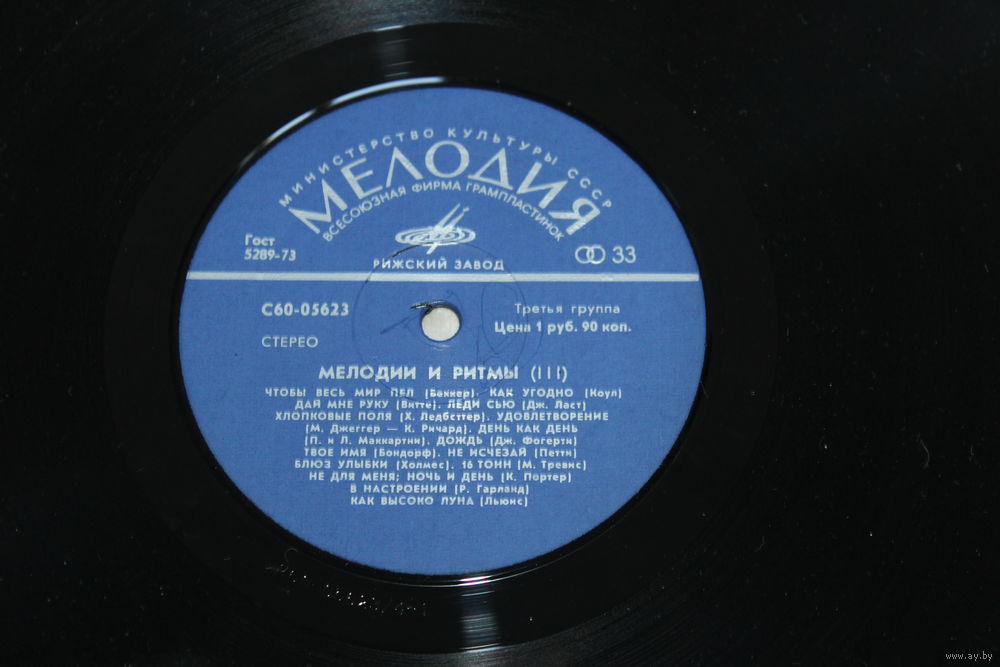 МИНИСТЕРСТВО КУЛЬТУРЫ СССР
МЕЛОДИЯ
ВСЕСОЮЗНАЯ ФИРМА ГРАМПЛАСТИНОК
Гост
5289-73
33
РИЖСКИЙ ЗАВОД
С60-05623
Третья группа
Цена 1 руб. 90 коп.
СТЕРЕО
МЕЛОДИИ И РИТМЫ (III)
ЧТОБЫ ВЕСЬ МИР ПЕЛ (Беккер). КАК УГОДНО (Коул)
ДАЙ МНЕ РУКУ (Витте). ЛЕДИ СЬЮ (Дж. Ласт)
ХЛОПКОВЫЕ ПОЛЯ (Х. Ледбеттер). УДОВЛЕТВОРЕНИЕ
(М. Джеггер — К. Ричард). ДЕНЬ КАК ДЕНЬ
(П. и Л. Маккартни). ДОЖДЬ (Дж. Фогерти)
ТВОЕ ИМЯ (Бондорф). НЕ ИСЧЕЗАЙ (Петти)
БЛЮЗ УЛЫБКИ (Холмес). 16 ТОНН (М. Тревис)
НЕ ДЛЯ МЕНЯ; НОЧЬ И ДЕНЬ (К. Портер)
В НАСТРОЕНИИ (Р. Гарланд)
КАК ВЫСОКО ЛУНА (Льюис)
www.ay.by